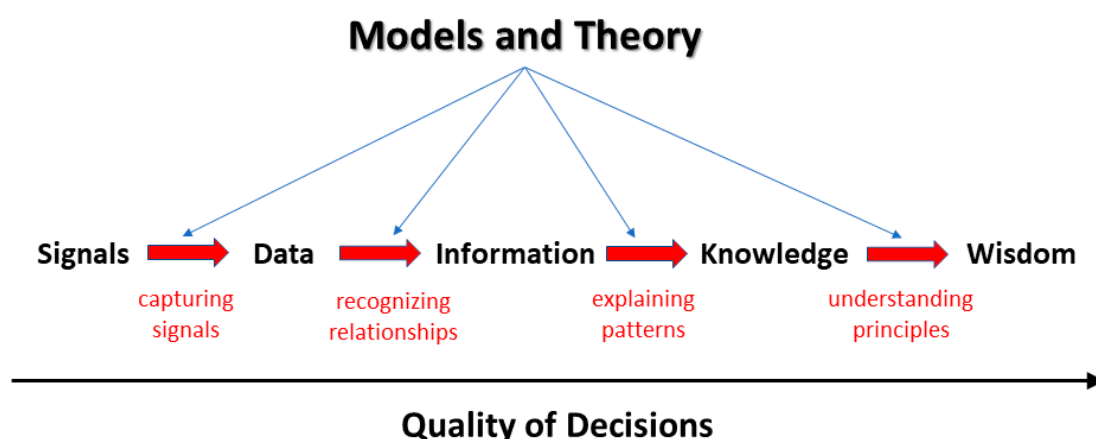 Models and Theory
Signals Data Information Knowledge Wisdom
capturing signals
recognizing relationships
explaining patterns
understanding principles
Quality of Decisions